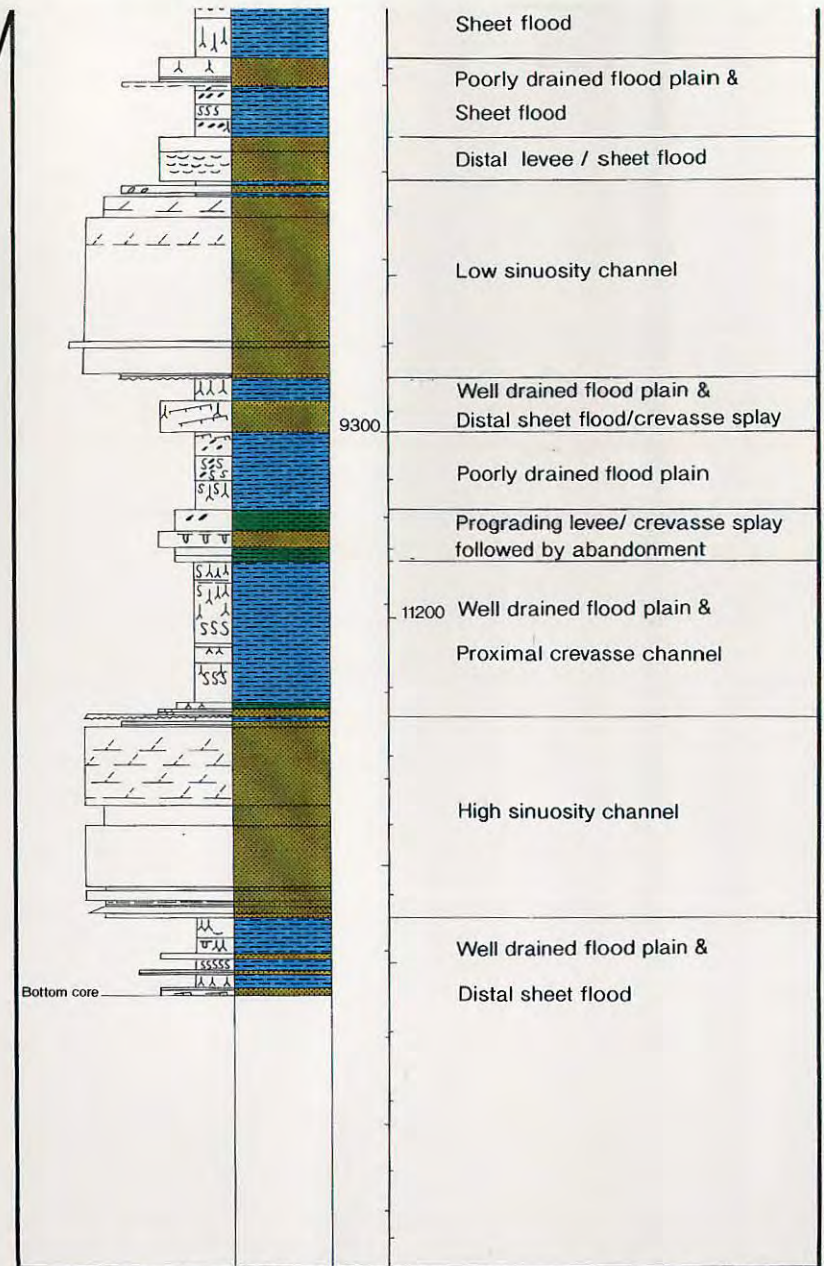 Sheet flood
Poorly drained flood plain &
Sheet flood
Distal levee / sheet flood
Low sinuosity channel
Well drained flood plain &
Distal sheet flood/crevasse splay
9300
Poorly drained flood plain
Prograding levee/ crevasse splay
followed by abandonment
11200
Well drained flood plain &
Proximal crevasse channel
High sinuosity channel
Well drained flood plain &
Distal sheet flood
Bottom core